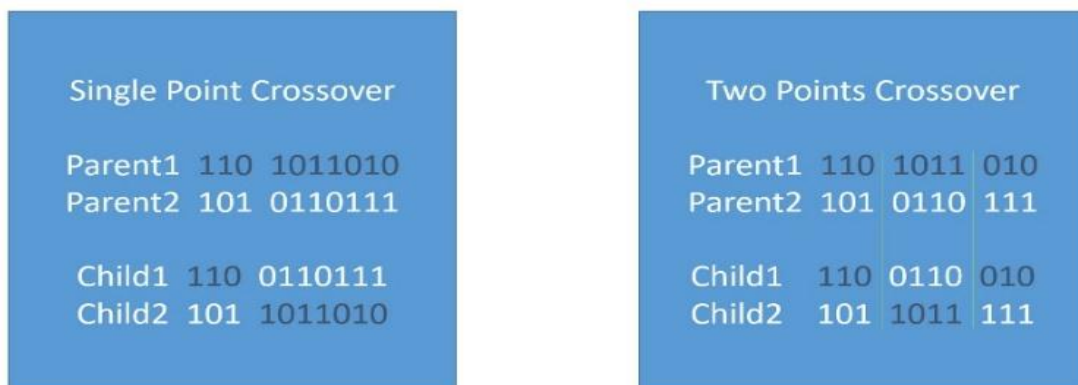 Single Point Crossover
Parent1 110 1011010
Parent2 101 0110111
Child1 110 0110111
Child2 101 1011010
Two Points Crossover
Parent1 110 1011 010
Parent2 101 0110 111
Child1 110 0110 010
Child2 101 1011 111